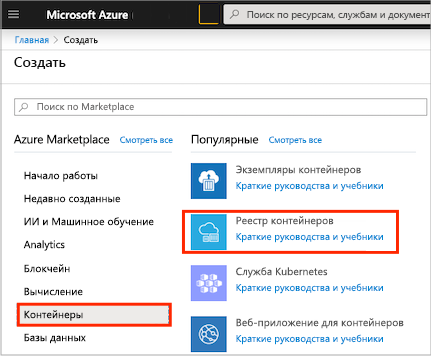 Microsoft Azure
Поиск по ресурсам, службам и документ
Главная > Создать
Создать
Поиск по Marketplace
Azure Marketplace Смотреть все
Начало работы
Недавно созданные
ИИ и Машинное обучение
Analytics
Блокчейн
Вычисление
Контейнеры
Базы данных
Популярные Смотреть все
Экземпляры контейнеров
Краткие руководства и учебники
Реестр контейнеров
Краткие руководства и учебники
Служба Kubernetes
Краткие руководства и учебники
Веб-приложение для контейнеров
Краткие руководства и учебники